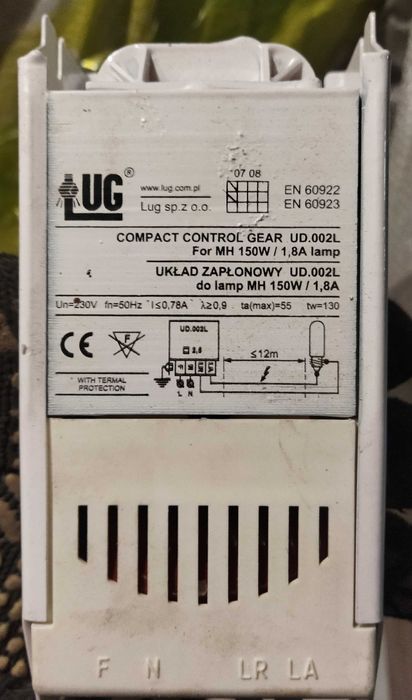 LUG ®
www.lug.com.pl
Lug sp.z o.o.
07 08
EN 60922
EN 60923
COMPACT CONTROL GEAR UD.002L
For MH 150W / 1,8A lamp
UKŁAD ZAPŁONOWY UD.002L
do lamp MH 150W / 1,8A
Un=230V fn=50Hz I≤0,78A λ≥0,9 ta(max)=55 tw=130
CE F
UD.002L
2,5
≤12m
L N
WITH TERMAL
PROTECTION
F N LR LA